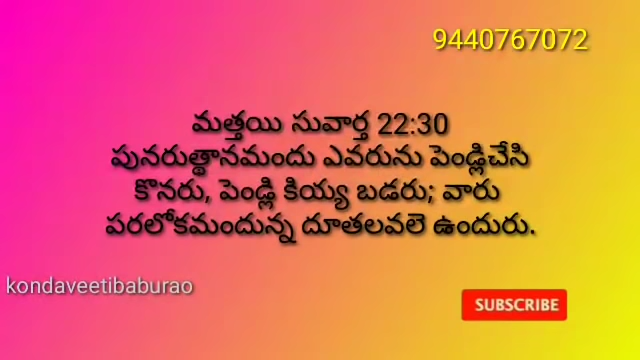 9440767072
మత్తయి సువార్త 22:30
పునరుత్థానమందు ఎవరును పెండ్లిచేసి
కొనరు, పెండ్లి కియ్య బడరు; వారు
పరలోకమందున్న దూతలవలె ఉందురు.
kondaveetibaburao
SUBSCRIBE